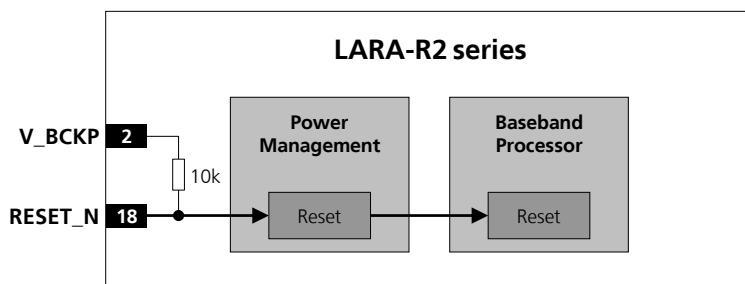 LARA-R2 series
Power
Management
Baseband
Processor
V_BCKP
2
10k
RESET_N
18
Reset
Reset